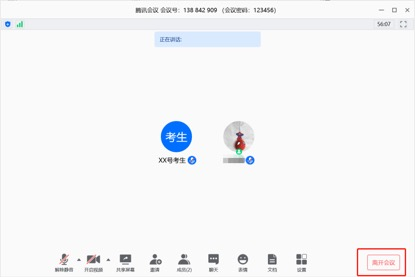 腾讯会议 会议号：138 842 909 （会议密码：123456）
56:07
正在讲话:
考生
XX号考生
解除静音
开启视频
共享屏幕
邀请
成员(2)
聊天
表情
文档
设置
离开会议